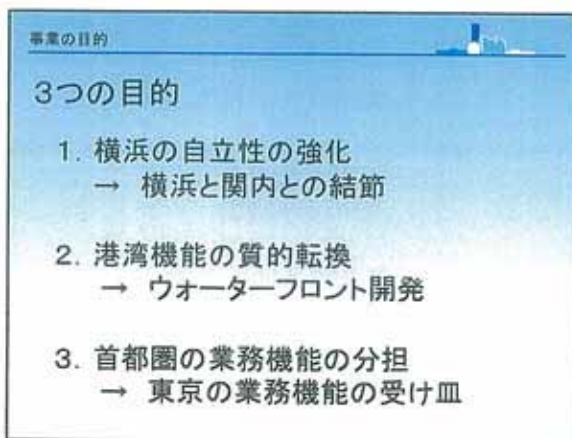 事業の目的
3つの目的
1. 横浜の自立性の強化
→ 横浜と関内との結節
2. 港湾機能の質的転換
→ ウォーターフロント開発
3. 首都圏の業務機能の分担
→ 東京の業務機能の受け皿